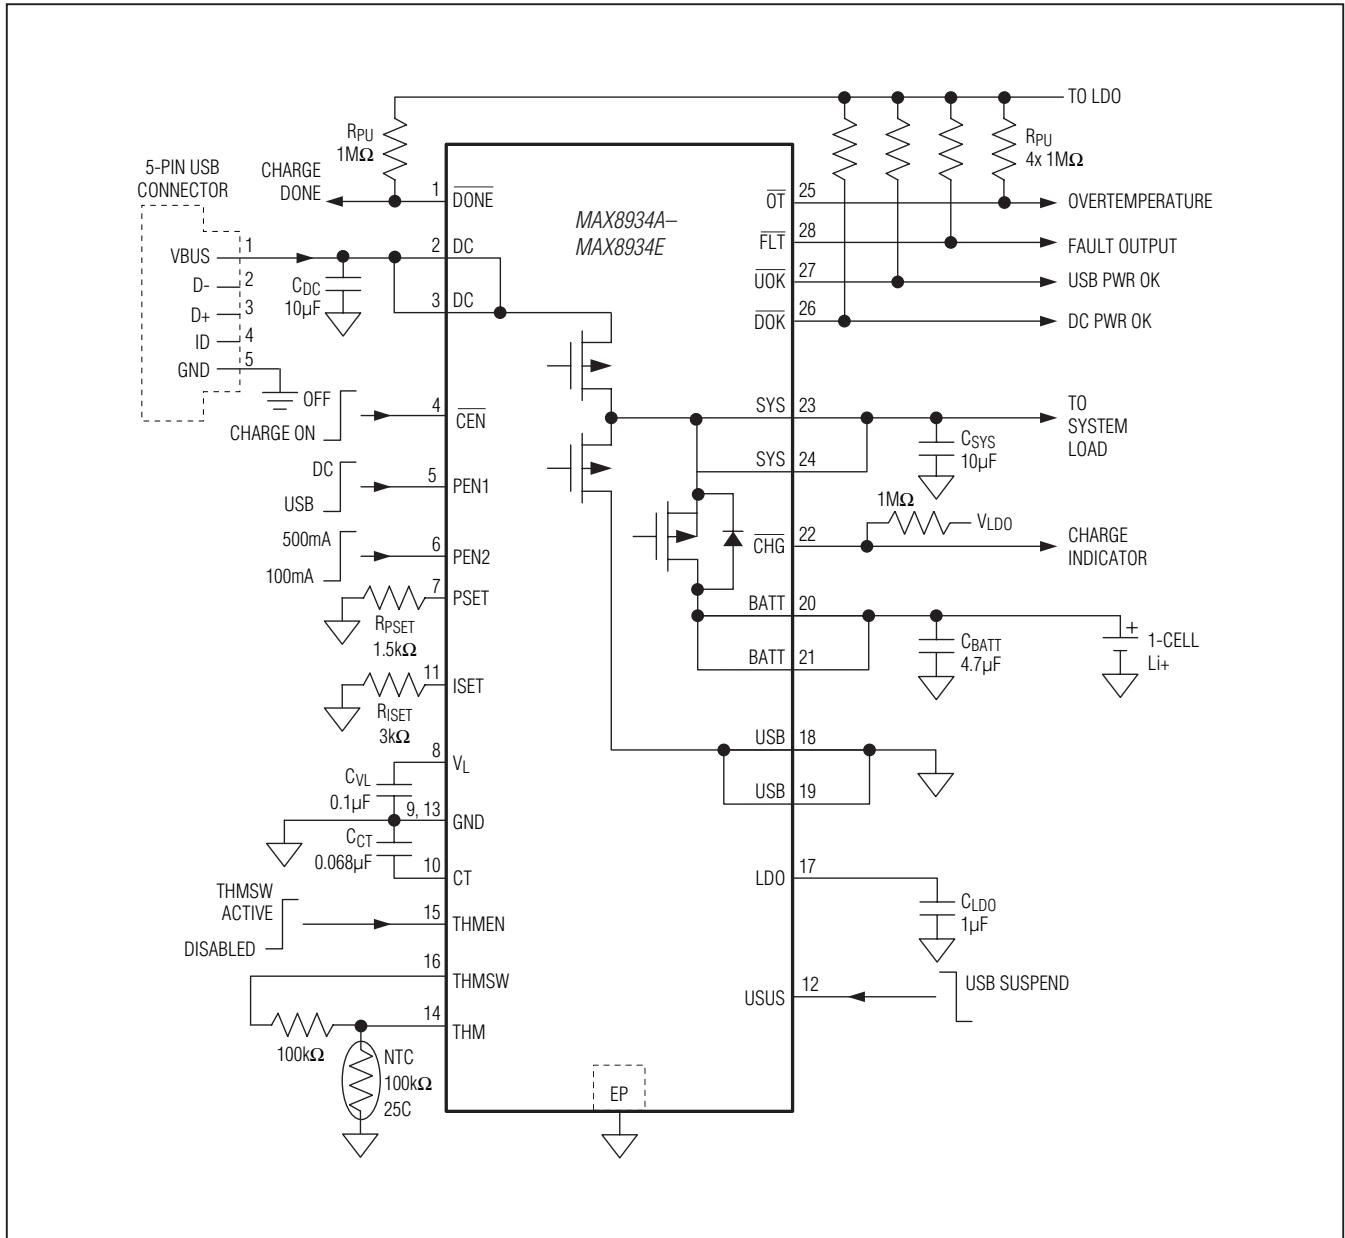 TO LDO
RPU
1MΩ
RPU
4x 1MΩ
5-PIN USB
CONNECTOR
CHARGE
DONE
1
DONE
MAX8934A–
MAX8934E
OT
25
OVERTEMPERATURE
FLT
28
FAULT OUTPUT
UOK
27
USB PWR OK
DOK
26
DC PWR OK
VBUS
1
D-
2
D+
3
ID
4
GND
5
CDC
10µF
2
DC
3
DC
OFF
CHARGE ON
4
CEN
SYS
23
TO
SYSTEM
LOAD
SYS
24
CSYS
10µF
DC
USB
5
PEN1
1MΩ
VLDO
CHG
22
CHARGE
INDICATOR
500mA
100mA
6
PEN2
7
PSET
RPSET
1.5kΩ
BATT
20
BATT
21
CBATT
4.7µF
+
1-CELL
Li+
11
ISET
RISET
3kΩ
USB
18
USB
19
8
VL
CVL
0.1µF
9, 13
GND
CCT
0.068µF
10
CT
LDO
17
CLDO
1µF
THMSW
ACTIVE
DISABLED
15
THMEN
16
THMSW
USUS
12
USB SUSPEND
14
THM
100kΩ
NTC
100kΩ
25C
EP